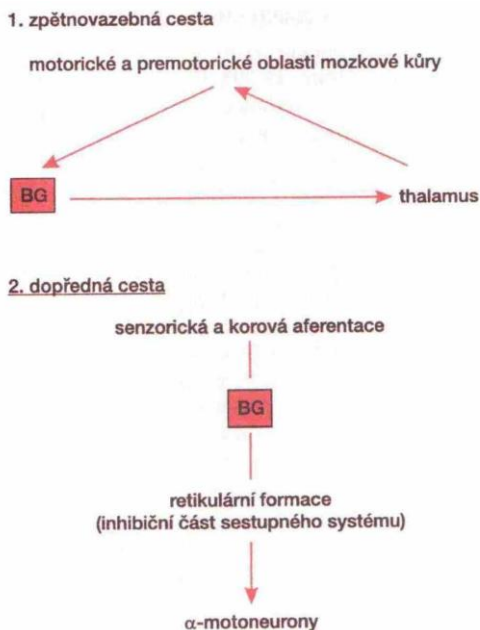 1. zpětnovazebná cesta
motorické a premotorické oblasti mozkové kůry
BG
thalamus
2. dopředná cesta
senzorická a korová aferentace
BG
retikulární formace
(inhibiční část sestupného systému)
α-motoneurony